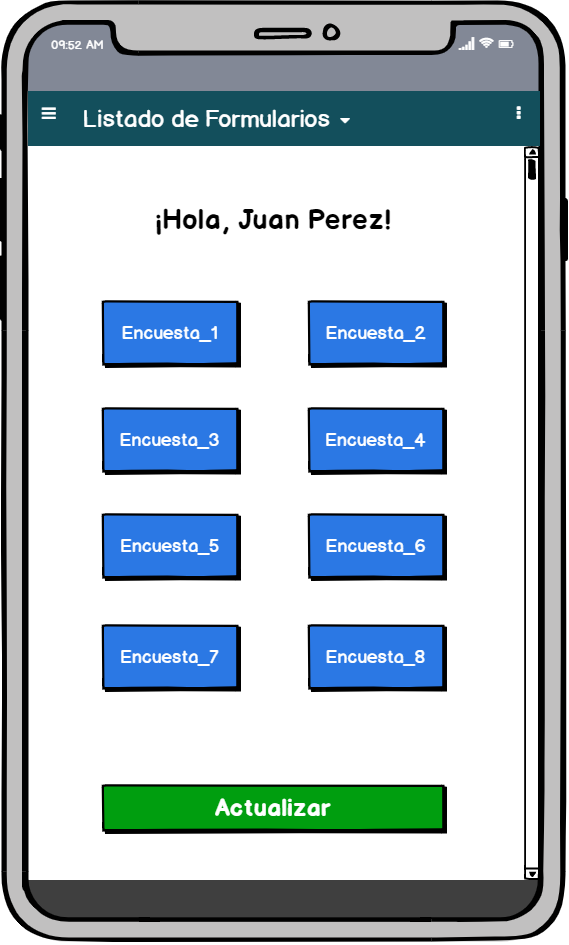 09:52 AM
Listado de Formularios
¡Hola, Juan Perez!
Encuesta_1
Encuesta_2
Encuesta_3
Encuesta_4
Encuesta_5
Encuesta_6
Encuesta_7
Encuesta_8
Actualizar